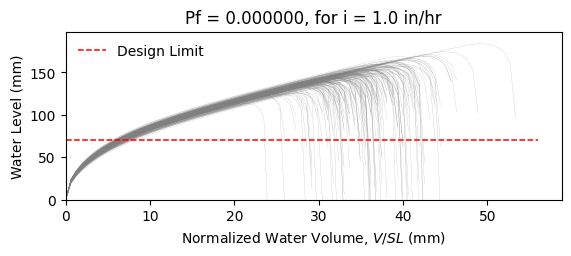 Pf = 0.000000, for i = 1.0 in/hr
Design Limit
Water Level (mm)
150
100
50
0
0 10 20 30 40 50
Normalized Water Volume, V/SL (mm)